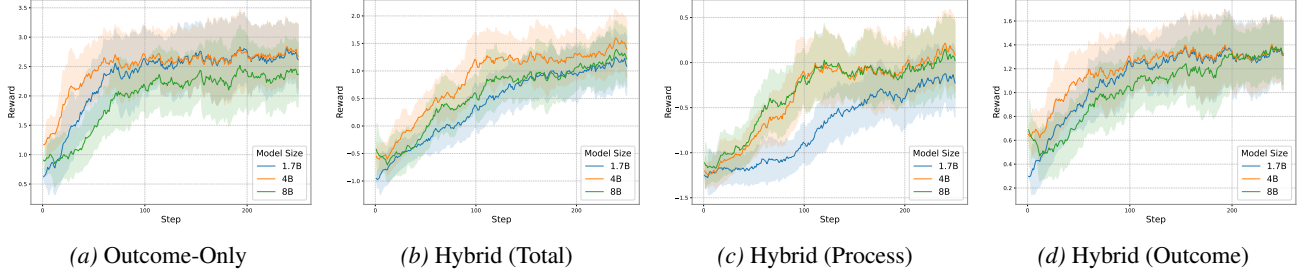 3.5
3.0
2.5
2.0
1.5
1.0
0.5
Reward
0
100
200
Step
Model Size
1.7B
4B
8B
(a) Outcome-Only
2.0
1.5
1.0
0.5
0.0
−0.5
−1.0
Reward
0
100
200
Step
Model Size
1.7B
4B
8B
(b) Hybrid (Total)
0.5
0.0
−0.5
−1.0
−1.5
Reward
0
100
200
Step
Model Size
1.7B
4B
8B
(c) Hybrid (Process)
1.6
1.4
1.2
1.0
0.8
0.6
0.4
0.2
Reward
0
100
200
Step
Model Size
1.7B
4B
8B
(d) Hybrid (Outcome)